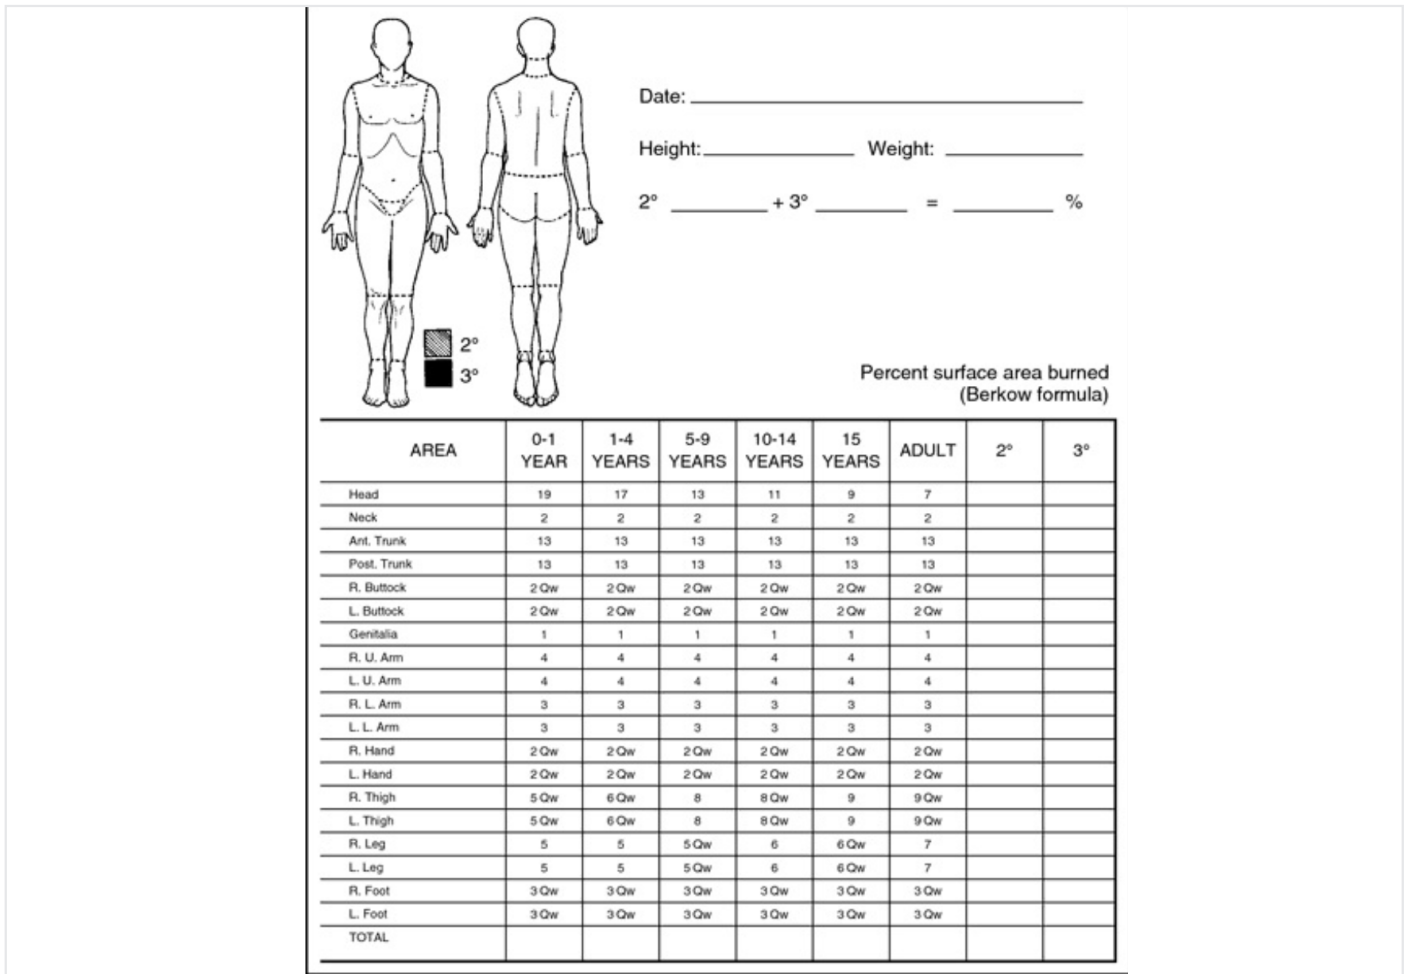 Date:
Height: Weight:
2° + 3° = %
2°
3°
Percent surface area burned
(Berkow formula)
AREA 0-1 YEAR 1-4 YEARS 5-9 YEARS 10-14 YEARS 15 YEARS ADULT 2° 3°
Head 19 17 13 11 9 7
Neck 2 2 2 2 2 2
Ant. Trunk 13 13 13 13 13 13
Post. Trunk 13 13 13 13 13 13
R. Buttock 2 Qw 2 Qw 2 Qw 2 Qw 2 Qw 2 Qw
L. Buttock 2 Qw 2 Qw 2 Qw 2 Qw 2 Qw 2 Qw
Genitalia 1 1 1 1 1 1
R. U. Arm 4 4 4 4 4 4
L. U. Arm 4 4 4 4 4 4
R. L. Arm 3 3 3 3 3 3
L. L. Arm 3 3 3 3 3 3
R. Hand 2 Qw 2 Qw 2 Qw 2 Qw 2 Qw 2 Qw
L. Hand 2 Qw 2 Qw 2 Qw 2 Qw 2 Qw 2 Qw
R. Thigh 5 Qw 6 Qw 8 8 Qw 9 9 Qw
L. Thigh 5 Qw 6 Qw 8 8 Qw 9 9 Qw
R. Leg 5 5 5 Qw 6 6 Qw 7
L. Leg 5 5 5 Qw 6 6 Qw 7
R. Foot 3 Qw 3 Qw 3 Qw 3 Qw 3 Qw 3 Qw
L. Foot 3 Qw 3 Qw 3 Qw 3 Qw 3 Qw 3 Qw
TOTAL